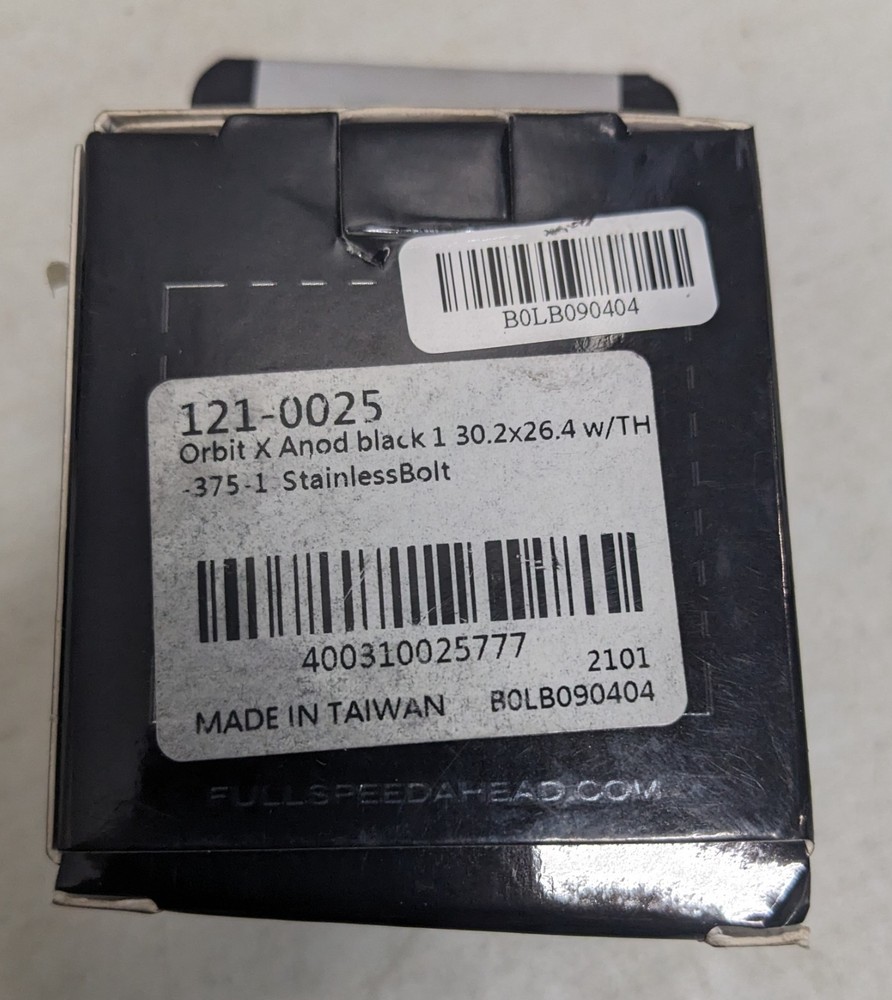 B0LB090404
121-0025
Orbit X Anod black 1 30.2x26.4 w/TH
-375-1 StainlessBolt
400310025777
2101
MADE IN TAIWAN B0LB090404
FULLSPEEDAHEAD.COM